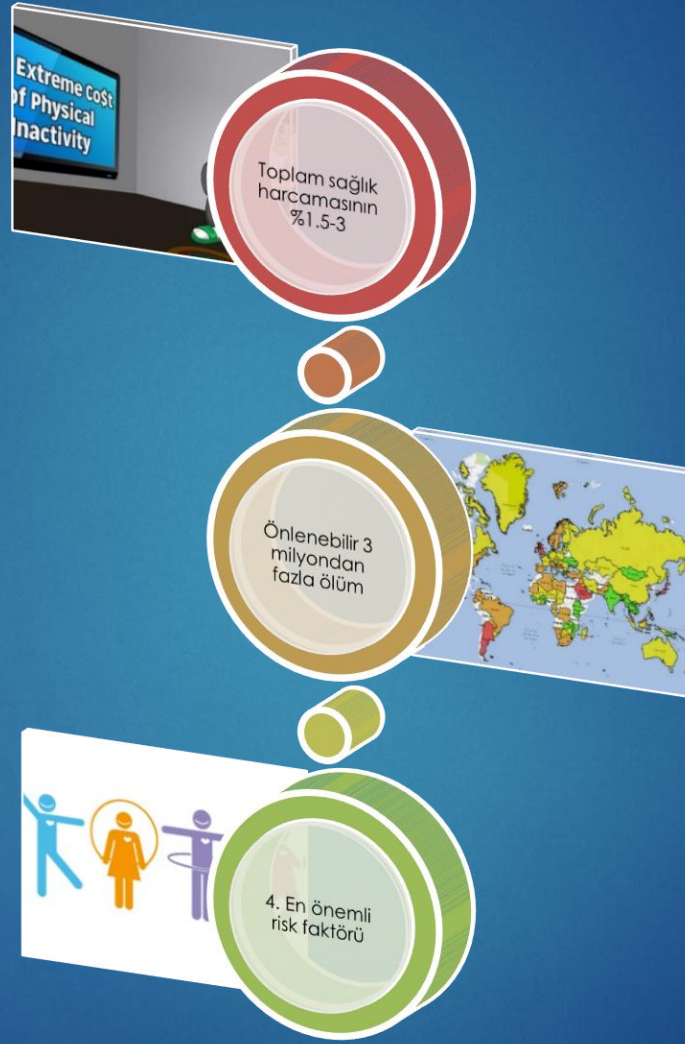 Extreme Co$t
of Physical
Inactivity
Toplam sağlık
harcamasının
%1.5-3
Önlenebilir 3
milyondan
fazla ölüm
4. En önemli
risk faktörü